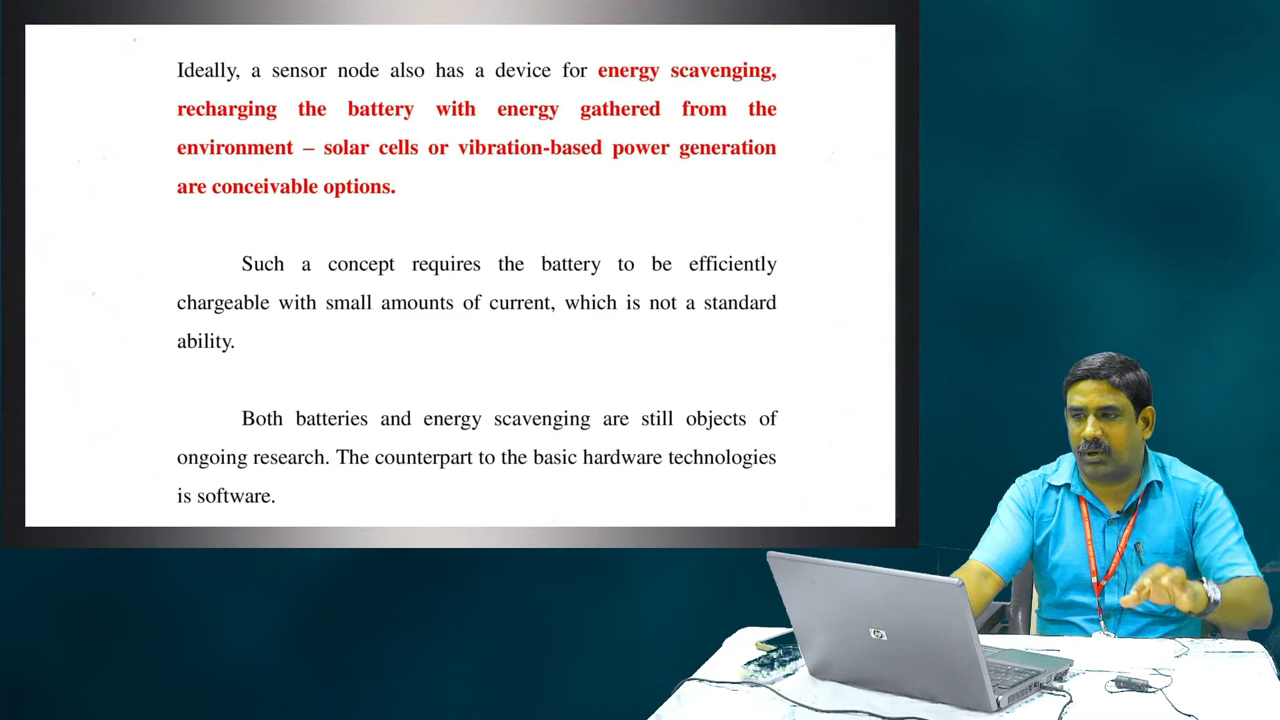 Ideally, a sensor node also has a device for energy scavenging,
recharging the battery with energy gathered from the
environment – solar cells or vibration-based power generation
are conceivable options.
Such a concept requires the battery to be efficiently
chargeable with small amounts of current, which is not a standard
ability.
Both batteries and energy scavenging are still objects of
ongoing research. The counterpart to the basic hardware technologies
is software.
hp